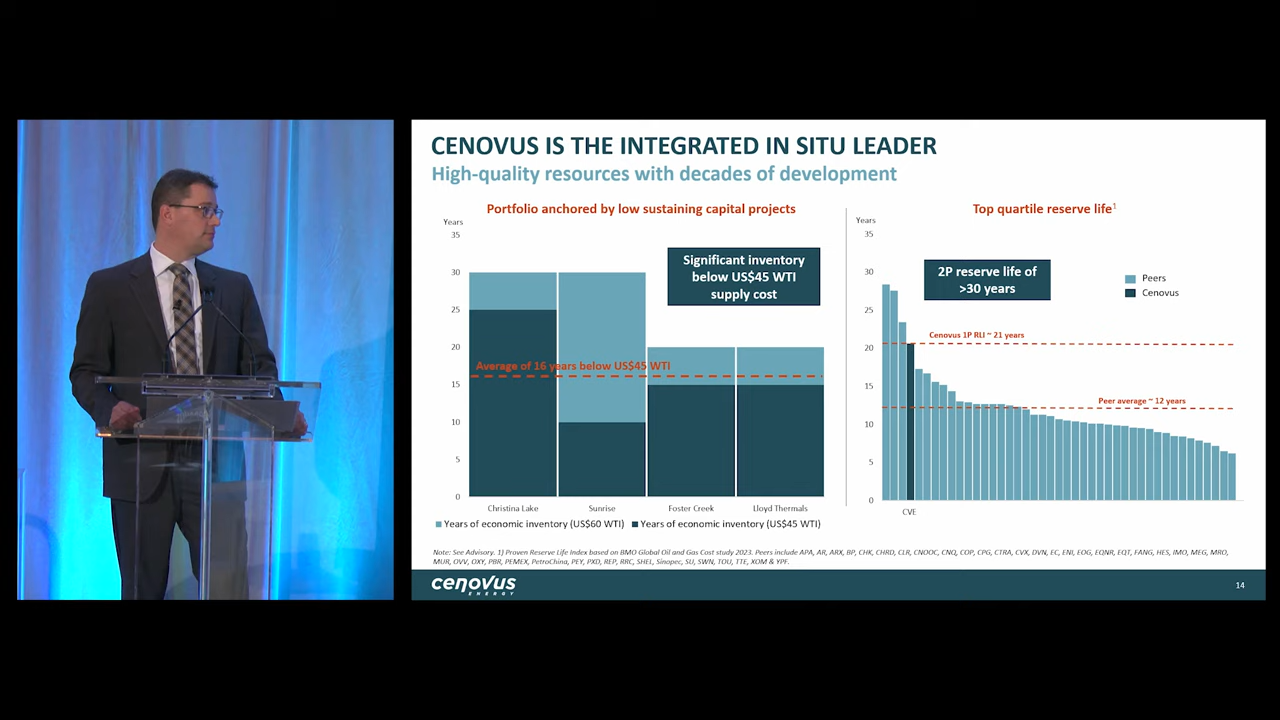 CENOVUS IS THE INTEGRATED IN SITU LEADER
High-quality resources with decades of development
Portfolio anchored by low sustaining capital projects
Years
35
30
25
20
15
10
5
0
Significant inventory
below US$45 WTI
supply cost
Average of 16 years below US$45 WTI
Christina Lake
Sunrise
Foster Creek
Lloyd Thermals
Years of economic inventory (US$60 WTI)
Years of economic inventory (US$45 WTI)
Top quartile reserve life1
Years
35
30
25
20
15
10
5
0
2P reserve life of
>30 years
Peers
Cenovus
Cenovus 1P RLI ~ 21 years
Peer average ~ 12 years
CVE
Note: See Advisory. 1) Proven Reserve Life Index based on BMO Global Oil and Gas Cost study 2023. Peers include APA, AR, ARX, BP, CHK, CHRD, CLR, CNOOC, CNQ, COP, CPG, CTRA, CVX, DVN, EC, ENI, EOG, EQNR, EQT, FANG, HES, IMO, MEG, MRO,
MUR, OVV, OXY, PBR, PEMEX, PetroChina, PEY, PXD, REP, RRC, SHEL, Sinopec, SU, SWN, TOU, TTE, XOM & YPF.
cenovus
ENERGY
14